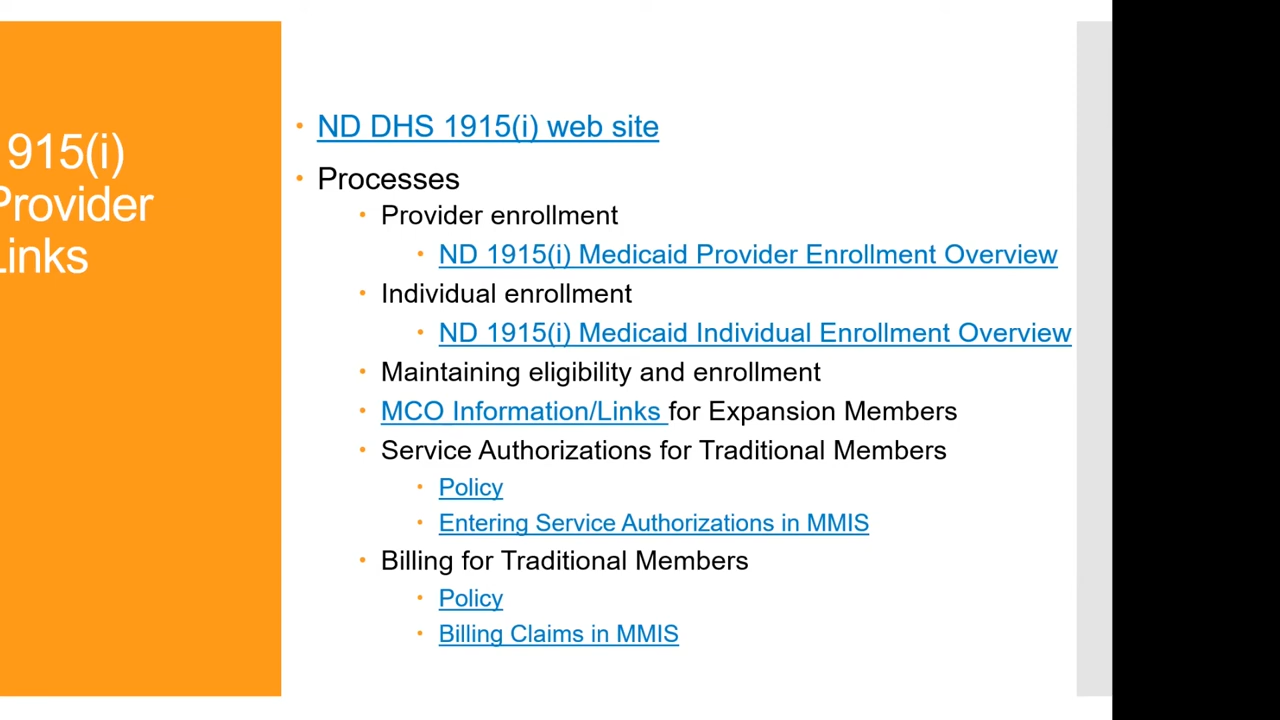 915(i)
Provider
Links
• ND DHS 1915(i) web site
• Processes
• Provider enrollment
• ND 1915(i) Medicaid Provider Enrollment Overview
• Individual enrollment
• ND 1915(i) Medicaid Individual Enrollment Overview
• Maintaining eligibility and enrollment
• MCO Information/Links for Expansion Members
• Service Authorizations for Traditional Members
• Policy
• Entering Service Authorizations in MMIS
• Billing for Traditional Members
• Policy
• Billing Claims in MMIS